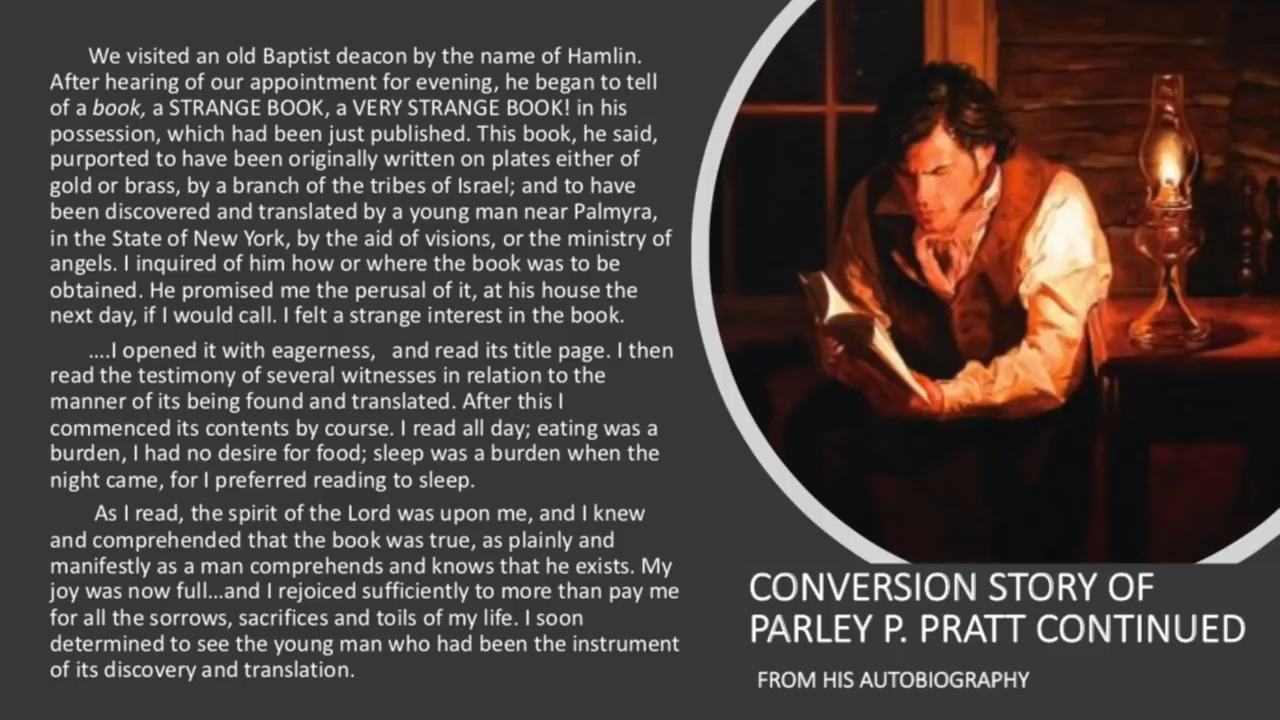 We visited an old Baptist deacon by the name of Hamlin.
After hearing of our appointment for evening, he began to tell
of a book, a STRANGE BOOK, a VERY STRANGE BOOK! in his
possession, which had been just published. This book, he said,
purported to have been originally written on plates either of
gold or brass, by a branch of the tribes of Israel; and to have
been discovered and translated by a young man near Palmyra,
in the State of New York, by the aid of visions, or the ministry of
angels. I inquired of him how or where the book was to be
obtained. He promised me the perusal of it, at his house the
next day, if I would call. I felt a strange interest in the book.
....I opened it with eagerness, and read its title page. I then
read the testimony of several witnesses in relation to the
manner of its being found and translated. After this I
commenced its contents by course. I read all day; eating was a
burden, I had no desire for food; sleep was a burden when the
night came, for I preferred reading to sleep.
As I read, the spirit of the Lord was upon me, and I knew
and comprehended that the book was true, as plainly and
manifestly as a man comprehends and knows that he exists. My
joy was now full...and I rejoiced sufficiently to more than pay me
for all the sorrows, sacrifices and toils of my life. I soon
determined to see the young man who had been the instrument
of its discovery and translation.
CONVERSION STORY OF
PARLEY P. PRATT CONTINUED
FROM HIS AUTOBIOGRAPHY